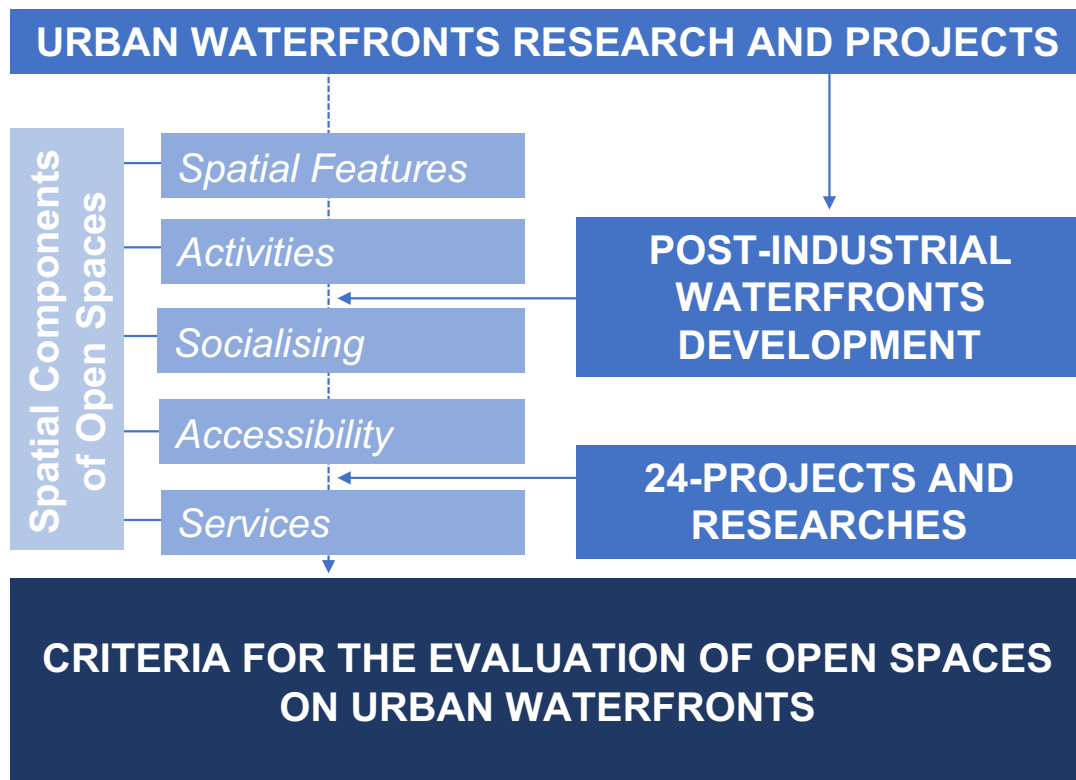 URBAN WATERFRONTS RESEARCH AND PROJECTS
Spatial Components
of Open Spaces
Spatial Features
Activities
Socialising
Accessibility
Services
POST-INDUSTRIAL
WATERFRONTS
DEVELOPMENT
24-PROJECTS AND
RESEARCHES
CRITERIA FOR THE EVALUATION OF OPEN SPACES
ON URBAN WATERFRONTS